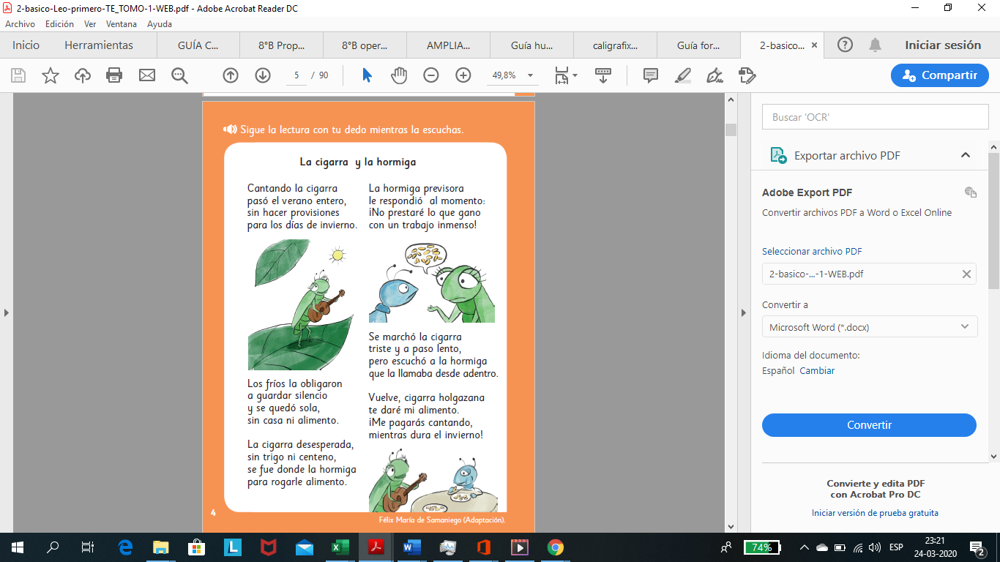 2-basico-Leo-primero-TE_TOMO-1-WEB.pdf - Adobe Acrobat Reader DC
Archivo Edición Ver Ventana Ayuda
Inicio Herramientas GUÍA C... 8°B Prop... 8°B oper... AMPLIA... Guía hu... caligrafix... Guía for... 2-basico... Iniciar sesión
5 / 90 49,8% Compartir
Sigue la lectura con tu dedo mientras la escuchas.
La cigarra y la hormiga
Cantando la cigarra
pasó el verano entero,
sin hacer provisiones
para los días de invierno.
Los fríos la obligaron
a guardar silencio
y se quedó sola,
sin casa ni alimento.
La cigarra desesperada,
sin trigo ni centeno,
se fue donde la hormiga
para rogarle alimento.
La hormiga previsora
le respondió al momento:
¡No prestaré lo que gano
con un trabajo inmenso!
Se marchó la cigarra
triste y a paso lento,
pero escuchó a la hormiga
que la llamaba desde adentro.
Vuelve, cigarra holgazana
te daré mi alimento.
¡Me pagarás cantando,
mientras dura el invierno!
4
Félix María de Samaniego (Adaptación).
Buscar 'OCR'
Exportar archivo PDF
Adobe Export PDF
Convertir archivos PDF a Word o Excel Online
Seleccionar archivo PDF
2-basico-...-1-WEB.pdf
Convertir a
Microsoft Word (*.docx)
Idioma del documento:
Español Cambiar
Convertir
Convierte y edita PDF
con Acrobat Pro DC
Iniciar versión de prueba gratuita
74% ESP
23:21
24-03-2020
2